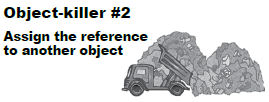 Object-killer #2
Assign the reference
to another object